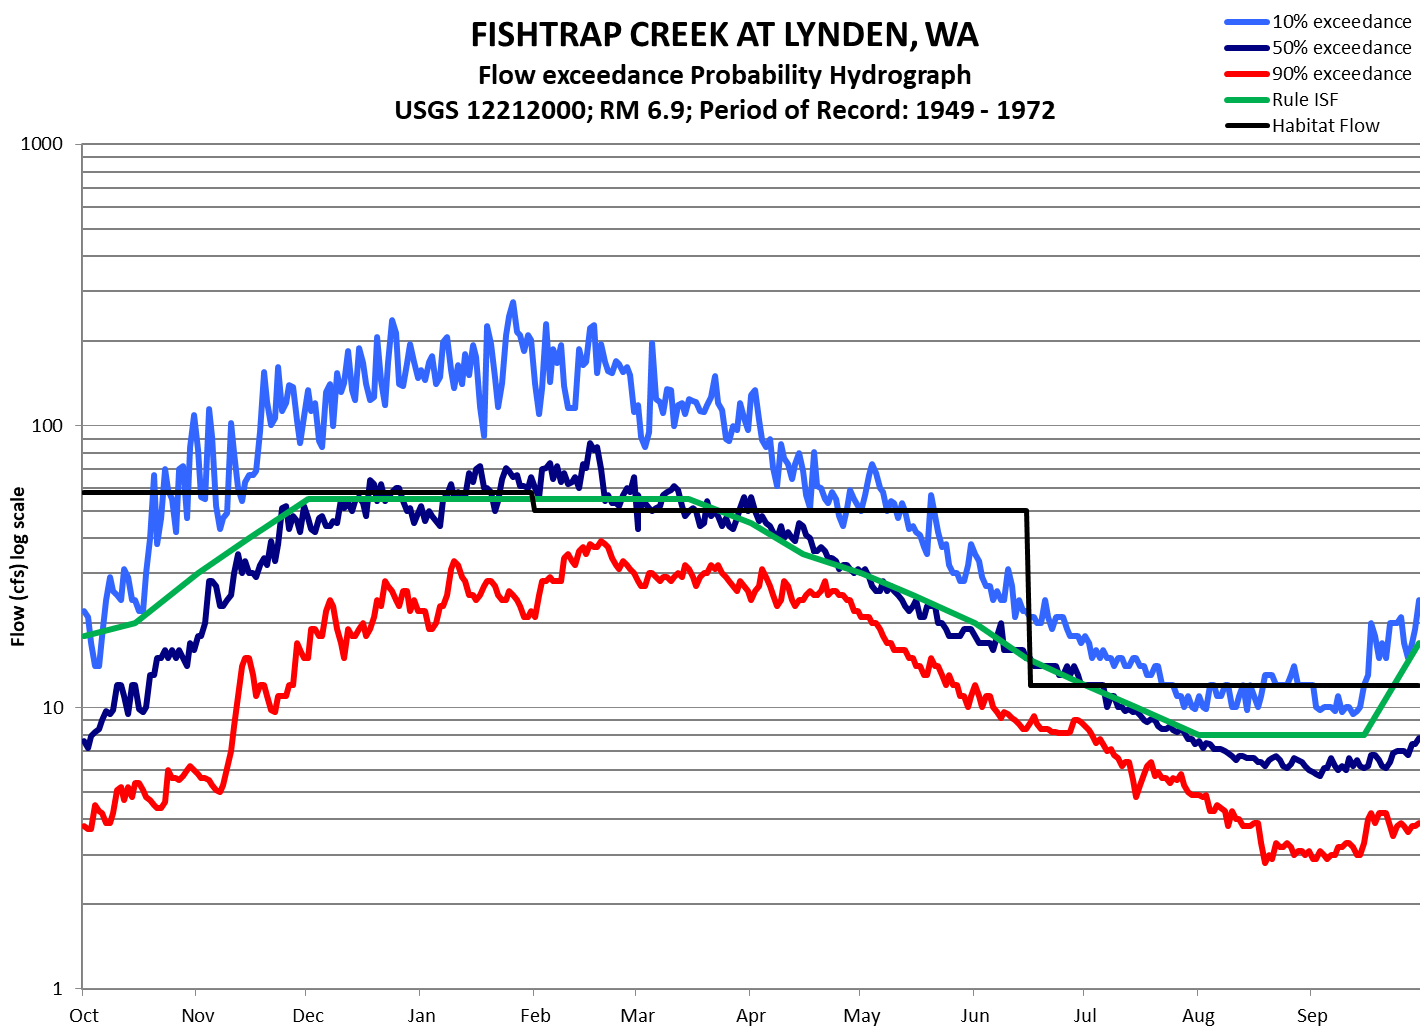 FISHTRAP CREEK AT LYNDEN, WA
Flow exceedance Probability Hydrograph
USGS 12212000; RM 6.9; Period of Record: 1949 - 1972
10% exceedance
50% exceedance
90% exceedance
Rule ISF
Habitat Flow
Flow (cfs) log scale
1000
100
10
1
Oct Nov Dec Jan Feb Mar Apr May Jun Jul Aug Sep